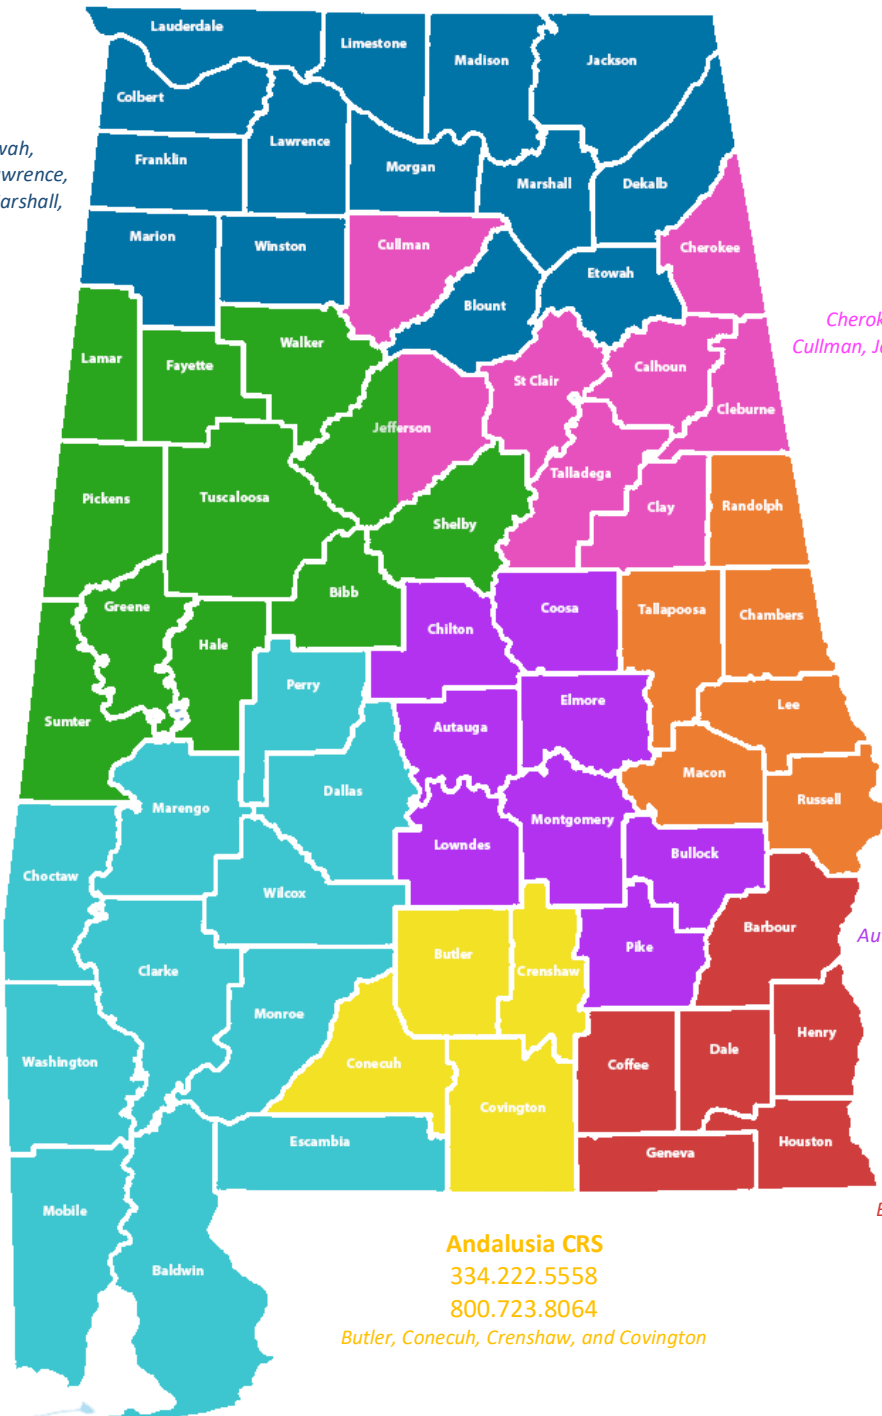 Lauderdale
Limestone
Madison
Jackson
Colbert
Lawrence
Franklin
Morgan
Marshall
Dekalb
Marion
Winston
Cullman
Cherokee
Etowah
Blount
Walker
Lamar
Fayette
St Clair
Calhoun
Cleburne
Jefferson
Talladega
Pickens
Tuscaloosa
Clay
Randolph
Shelby
Bibb
Greene
Coosa
Tallapoosa
Chambers
Chilton
Hale
Perry
Elmore
Lee
Sumter
Autauga
Macon
Dallas
Russell
Marengo
Montgomery
Lowndes
Bullock
Choctaw
Wilcox
Barbour
Pike
Butler
Crenshaw
Clarke
Monroe
Henry
Washington
Conecuh
Coffee
Dale
Covington
Escambia
Houston
Geneva
Mobile
Baldwin
Andalusia CRS
334.222.5558
800.723.8064
Butler, Conecuh, Crenshaw, and Covington